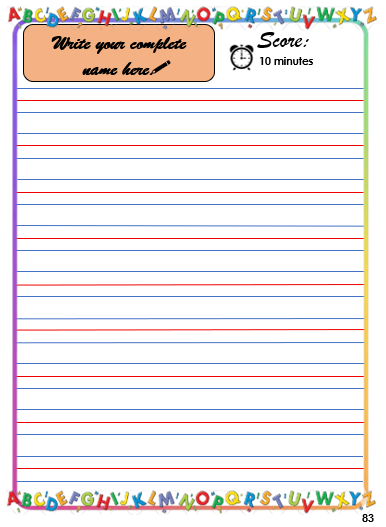 ABCDEFGHIJKLMNOPQRSTUVWXYZ
Write your complete
name here
Score:
10 minutes
ABCDEFGHIJKLMNOPQRSTUVWXYZ
83